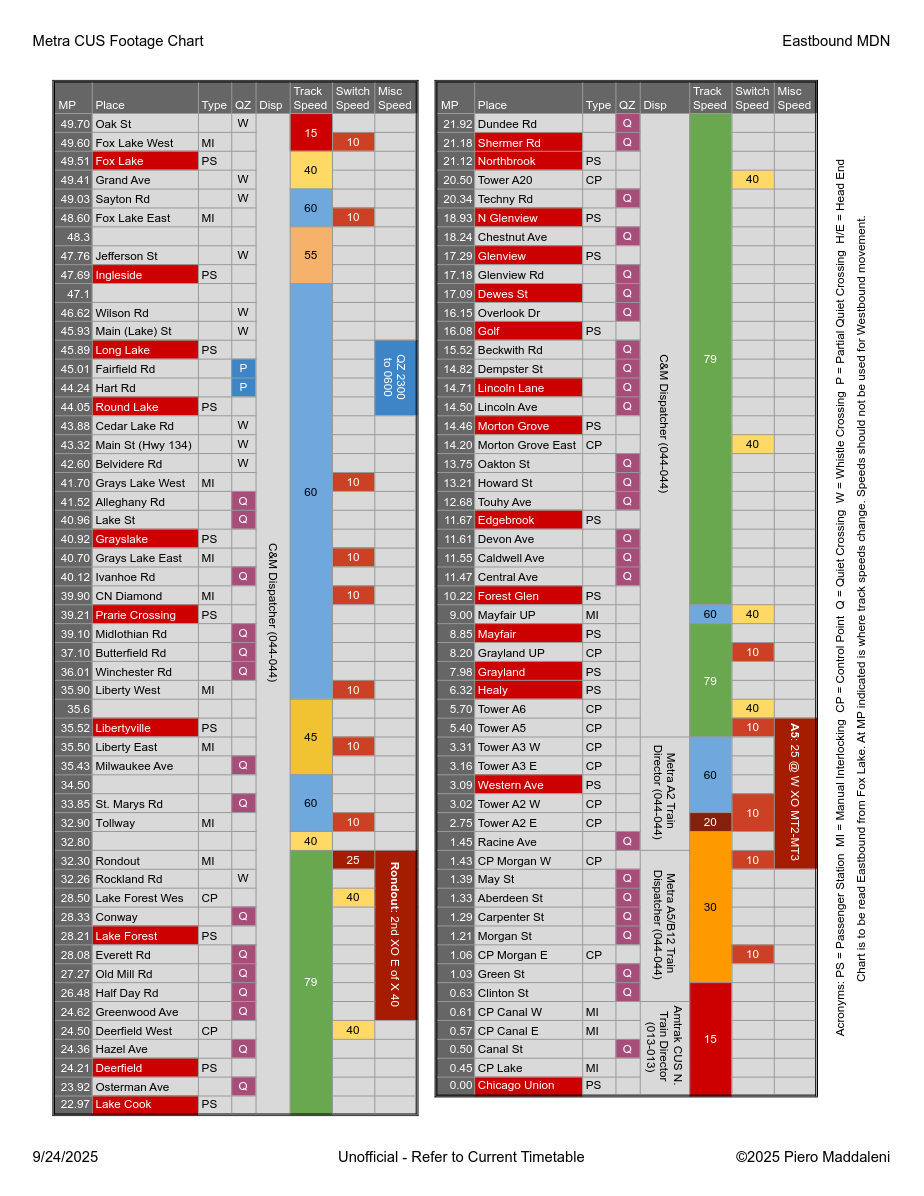 Metra CUS Footage Chart
Eastbound MDN
MP Place Type QZ Disp Track Speed Switch Speed Misc Speed
49.70 Oak St W 15
49.60 Fox Lake West MI 10
49.51 Fox Lake PS 40
49.41 Grand Ave W
49.03 Sayton Rd W 60
48.60 Fox Lake East MI 10
48.3 55
47.76 Jefferson St W
47.69 Ingleside PS
47.1 60
46.62 Wilson Rd W
45.93 Main (Lake) St W
45.89 Long Lake PS QZ 2300 to 0600
45.01 Fairfield Rd P
44.24 Hart Rd P
44.05 Round Lake PS
43.88 Cedar Lake Rd W
43.32 Main St (Hwy 134) W
42.60 Belvidere Rd W
41.70 Grays Lake West MI 10
41.52 Alleghany Rd Q
40.96 Lake St Q
40.92 Grayslake PS
40.70 Grays Lake East MI 10
40.12 Ivanhoe Rd Q
39.90 CN Diamond MI 10
39.21 Prarie Crossing PS
39.10 Midlothian Rd Q
37.10 Butterfield Rd Q
36.01 Winchester Rd Q
35.90 Liberty West MI 10
35.6 45
35.52 Libertyville PS
35.50 Liberty East MI 10
35.43 Milwaukee Ave Q
34.50 60
33.85 St. Marys Rd Q
32.90 Tollway MI 10
32.80 40
32.30 Rondout MI 79 25 Rondout: 2nd XO E of X 40
32.26 Rockland Rd W
28.50 Lake Forest Wes CP 40
28.33 Conway Q
28.21 Lake Forest PS
28.08 Everett Rd Q
27.27 Old Mill Rd Q
26.48 Half Day Rd Q
24.62 Greenwood Ave Q
24.50 Deerfield West CP 40
24.36 Hazel Ave Q
24.21 Deerfield PS
23.92 Osterman Ave Q
22.97 Lake Cook PS
C&M Dispatcher (044-044)
MP Place Type QZ Disp Track Speed Switch Speed Misc Speed
21.92 Dundee Rd Q 79
21.18 Shermer Rd Q
21.12 Northbrook PS
20.50 Tower A20 CP 40
20.34 Techny Rd Q
18.93 N Glenview PS
18.24 Chestnut Ave Q
17.29 Glenview PS
17.18 Glenview Rd Q
17.09 Dewes St Q
16.15 Overlook Dr Q
16.08 Golf PS
15.52 Beckwith Rd Q
14.82 Dempster St Q
14.71 Lincoln Lane Q
14.50 Lincoln Ave Q
14.46 Morton Grove PS
14.20 Morton Grove East CP 40
13.75 Oakton St Q
13.21 Howard St Q
12.68 Touhy Ave Q
11.67 Edgebrook PS
11.61 Devon Ave Q
11.55 Caldwell Ave Q
11.47 Central Ave Q
10.22 Forest Glen PS
9.00 Mayfair UP MI 60 40
8.85 Mayfair PS 79
8.20 Grayland UP CP 10
7.98 Grayland PS
6.32 Healy PS
5.70 Tower A6 CP 40
5.40 Tower A5 CP 10 A5: 25 @ W XO MT2-MT3
3.31 Tower A3 W CP 60
3.16 Tower A3 E CP
3.09 Western Ave PS
3.02 Tower A2 W CP 10
2.75 Tower A2 E CP 20
1.45 Racine Ave Q 30
1.43 CP Morgan W CP 10
1.39 May St Q
1.33 Aberdeen St Q
1.29 Carpenter St Q
1.21 Morgan St Q
1.06 CP Morgan E CP 10
1.03 Green St Q
0.63 Clinton St Q 15
0.61 CP Canal W MI
0.57 CP Canal E MI
0.50 Canal St Q
0.45 CP Lake MI
0.00 Chicago Union PS
C&M Dispatcher (044-044)
Metra A2 Train
Director (044-044)
Metra A5/B12 Train
Dispatcher (044-044)
Amtrak CUS N.
Train Director
(013-013)
Acronyms: PS = Passenger Station MI = Manual Interlocking CP = Control Point Q = Quiet Crossing W = Whistle Crossing P = Partial Quiet Crossing H/E = Head End
Chart is to be read Eastbound from Fox Lake. At MP indicated is where track speeds change. Speeds should not be used for Westbound movement.
9/24/2025
Unofficial - Refer to Current Timetable
©2025 Piero Maddaleni